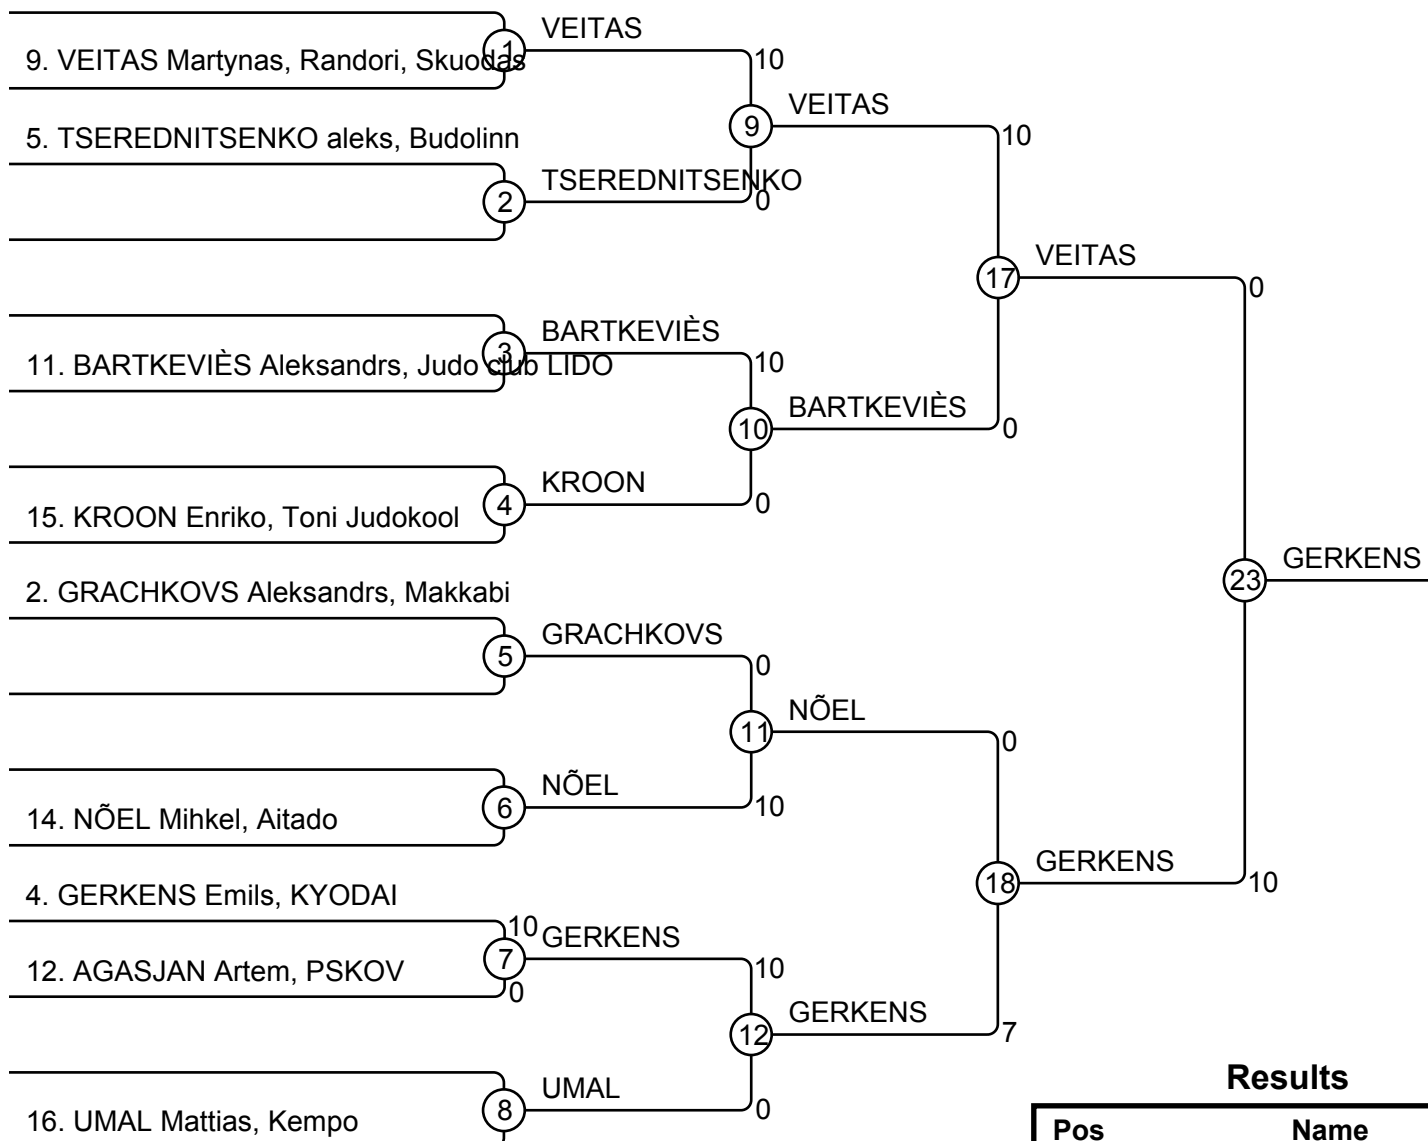 VEITAS
1
9. VEITAS Martynas, Randori, Skuodas
10
VEITAS
9
10
5. TSEREDNITSENKO aleks, Budolinn
TSEREDNITSENKO
2
0
VEITAS
17
0
BARTKEVIÈS
3
11. BARTKEVIÈS Aleksandrs, Judo club LIDO
10
BARTKEVIÈS
10
0
KROON
4
0
15. KROON Enriko, Toni Judokool
GERKENS
23
2. GRACHKOVS Aleksandrs, Makkabi
GRACHKOVS
5
0
NÕEL
11
0
NÕEL
6
10
14. NÕEL Mihkel, Aitado
GERKENS
18
10
4. GERKENS Emils, KYODAI
10
GERKENS
7
10
12. AGASJAN Artem, PSKOV
0
GERKENS
12
7
UMAL
8
0
16. UMAL Mattias, Kempo
Results
Pos Name